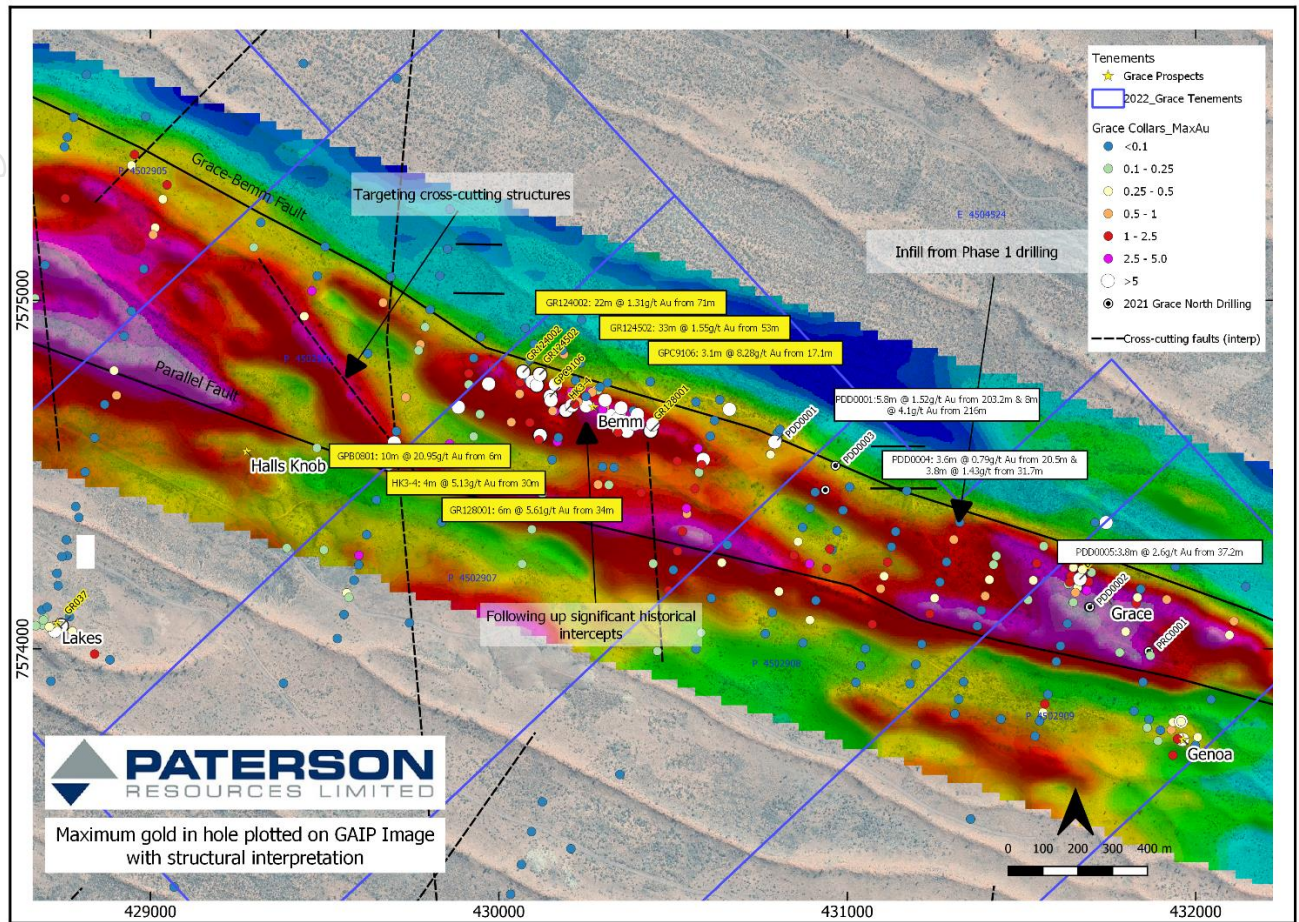 Tenements
Grace Prospects
2022_Grace Tenements
Grace Collars_MaxAu
<0.1
0.1 - 0.25
0.25 - 0.5
0.5 - 1
1 - 2.5
2.5 - 5.0
>5
2021 Grace North Drilling
Cross-cutting faults (interp)
P 4502905
Grace-Bemm Fault
Targeting cross-cutting structures
E 4504524
Infill from Phase 1 drilling
7575000
GR124002: 22m @ 1.31g/t Au from 71m
GR124502: 33m @ 1.55g/t Au from 53m
GPC9106: 3.1m @ 8.28g/t Au from 17.1m
GR124002
GR124502
GPC9106
HK3-4
Bemm
GR128001
Parallel Fault
PDD0001
PDD0003
PDD0001:5.8m @ 1.52g/t Au from 203.2m & 8m
@ 4.1g/t Au from 216m
PDD0004: 3.6m @ 0.79g/t Au from 20.5m &
3.8m @ 1.43g/t from 31.7m
Halls Knob
GPB0801: 10m @ 20.95g/t Au from 6m
HK3-4: 4m @ 5.13g/t Au from 30m
GR128001: 6m @ 5.61g/t Au from 34m
PDD0005:3.8m @ 2.6g/t Au from 37.2m
P 4502907
PDD0002
Grace
PRC0001
GR037
Lakes
Following up significant historical
intercepts
7574000
P 4502908
P 4502909
Genoa
PATERSON
RESOURCES LIMITED
Maximum gold in hole plotted on GAIP Image
with structural interpretation
0 100 200 300 400 m
429000 430000 431000 432000